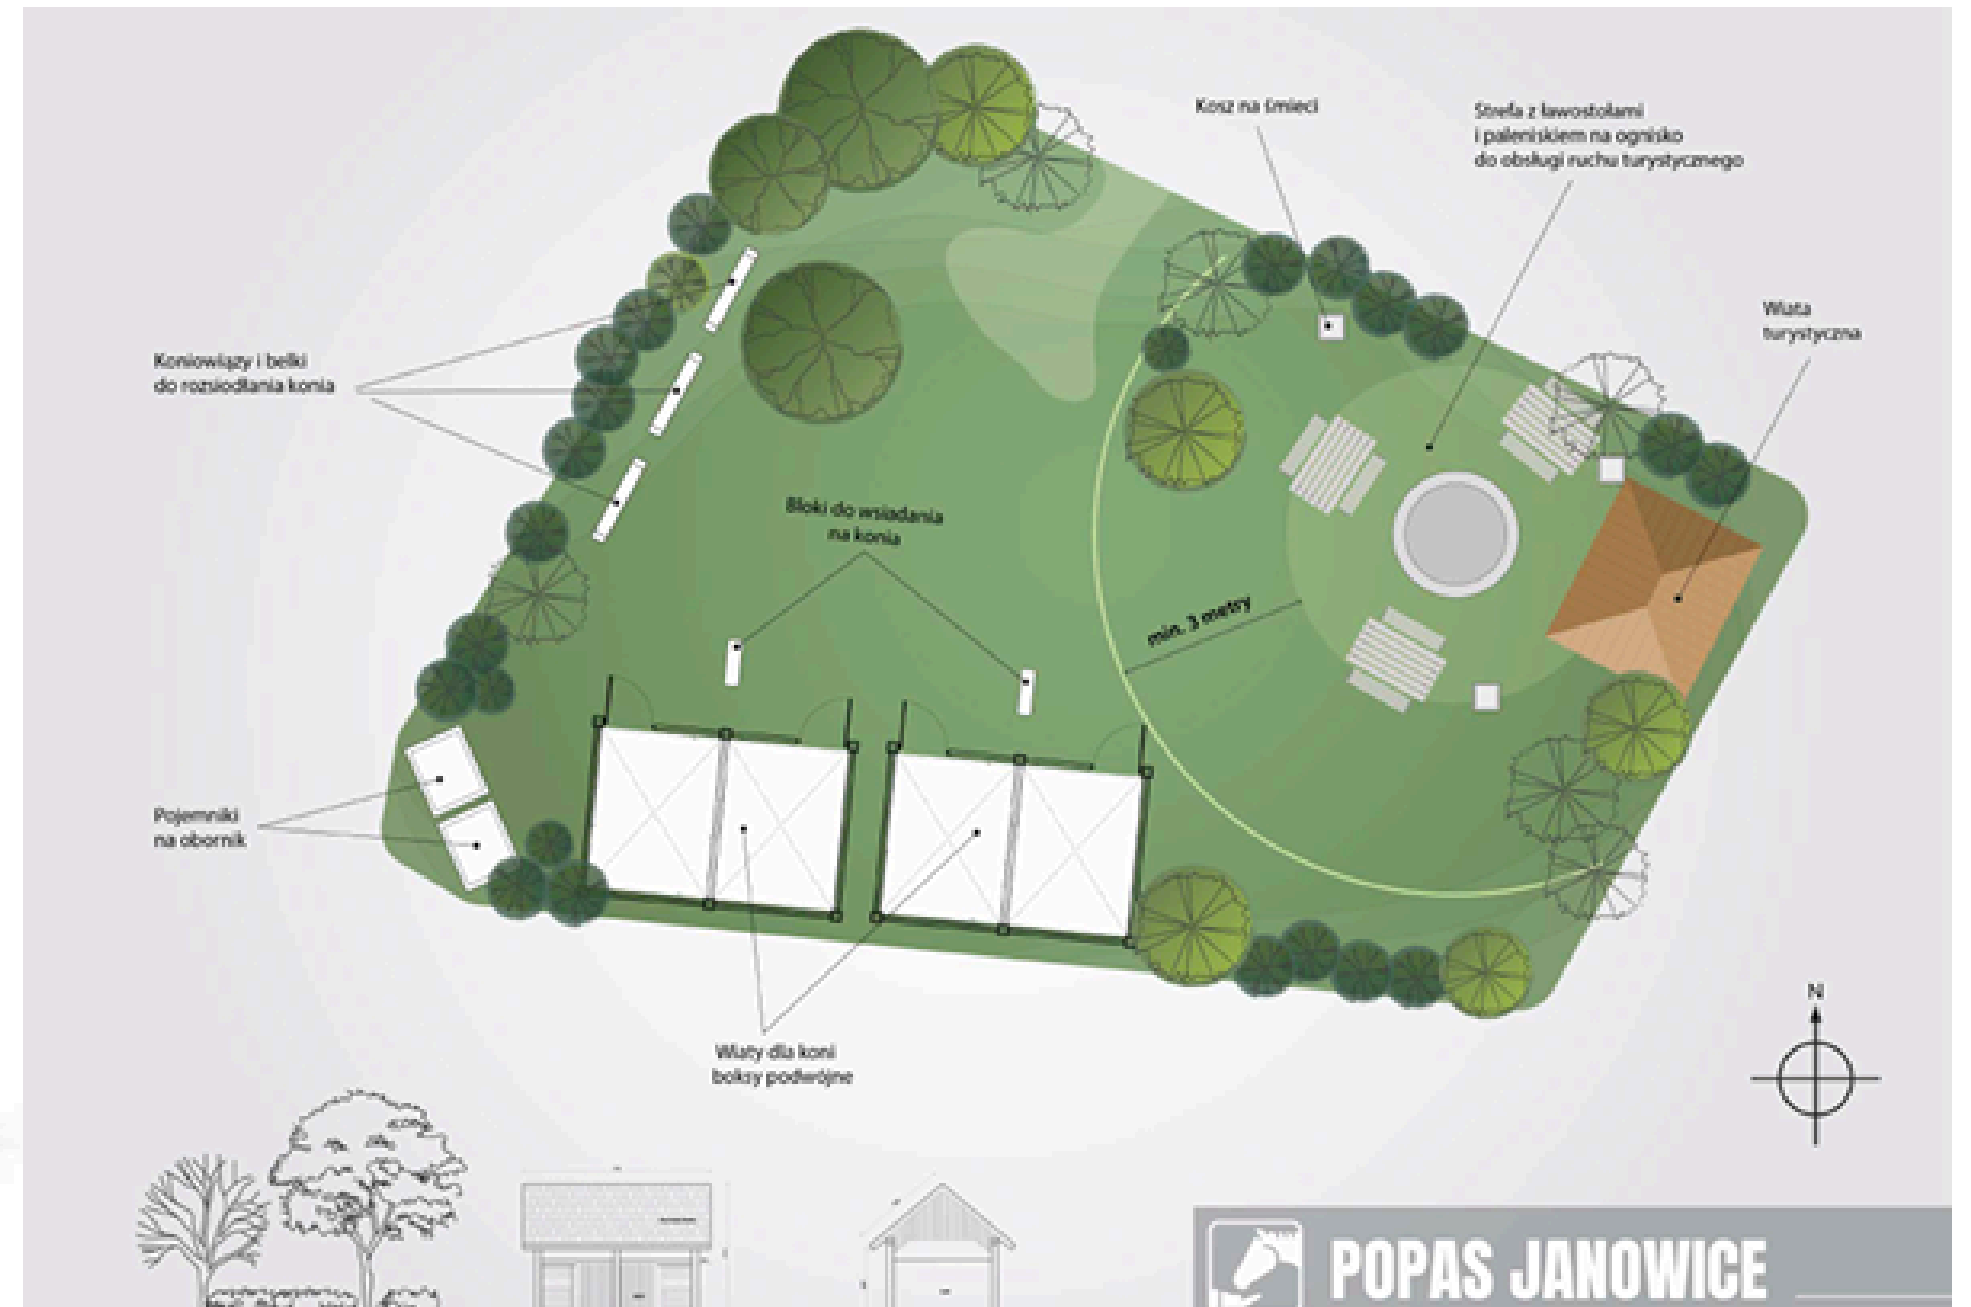 Kosz na śmieci
Strefa z ławostołami
i paleniskiem na ognisko
do obsługi ruchu turystycznego
Wiata
turystyczna
Koniowiązy i belki
do rozsiodłania konia
Bloki do wsiadania
na konia
min. 3 metry
Pojemniki
na obornik
Wiaty dla koni
boksy podwójne
N
POPAS JANOWICE